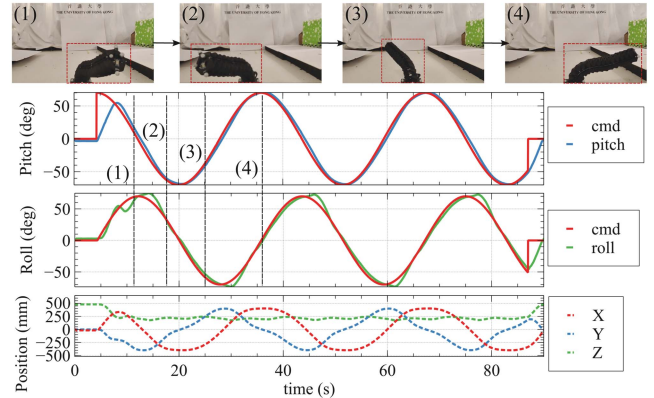 (1)
(2)
(3)
(4)
THE UNIVERSITY OF HONG KONG
THE UNIVERSITY OF HONG KONG
THE UNIVERSITY OF HONG KONG
THE UNIVERSITY OF HONG KONG
Pitch (deg)
50
0
−50
(1)
(2)
(3)
(4)
cmd
pitch
Roll (deg)
50
0
−50
cmd
roll
Position (mm)
500
250
0
−250
−500
X
Y
Z
0
20
40
60
80
time (s)